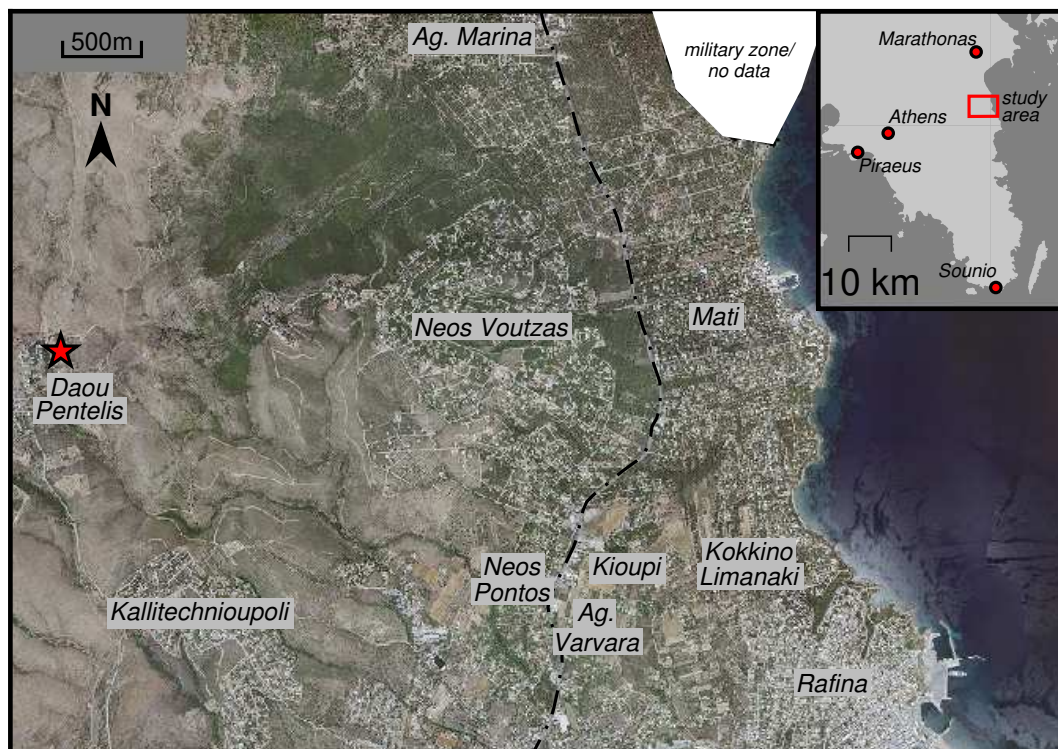 500m
N
Ag. Marina
military zone/
no data
Marathonas
study
area
Athens
Piraeus
10 km
Sounio
Neos Voutzas
Mati
Daou
Pentelis
Neos
Pontos
Kioupi
Kokkino
Limanaki
Kallitechnioupoli
Ag.
Varvara
Rafina